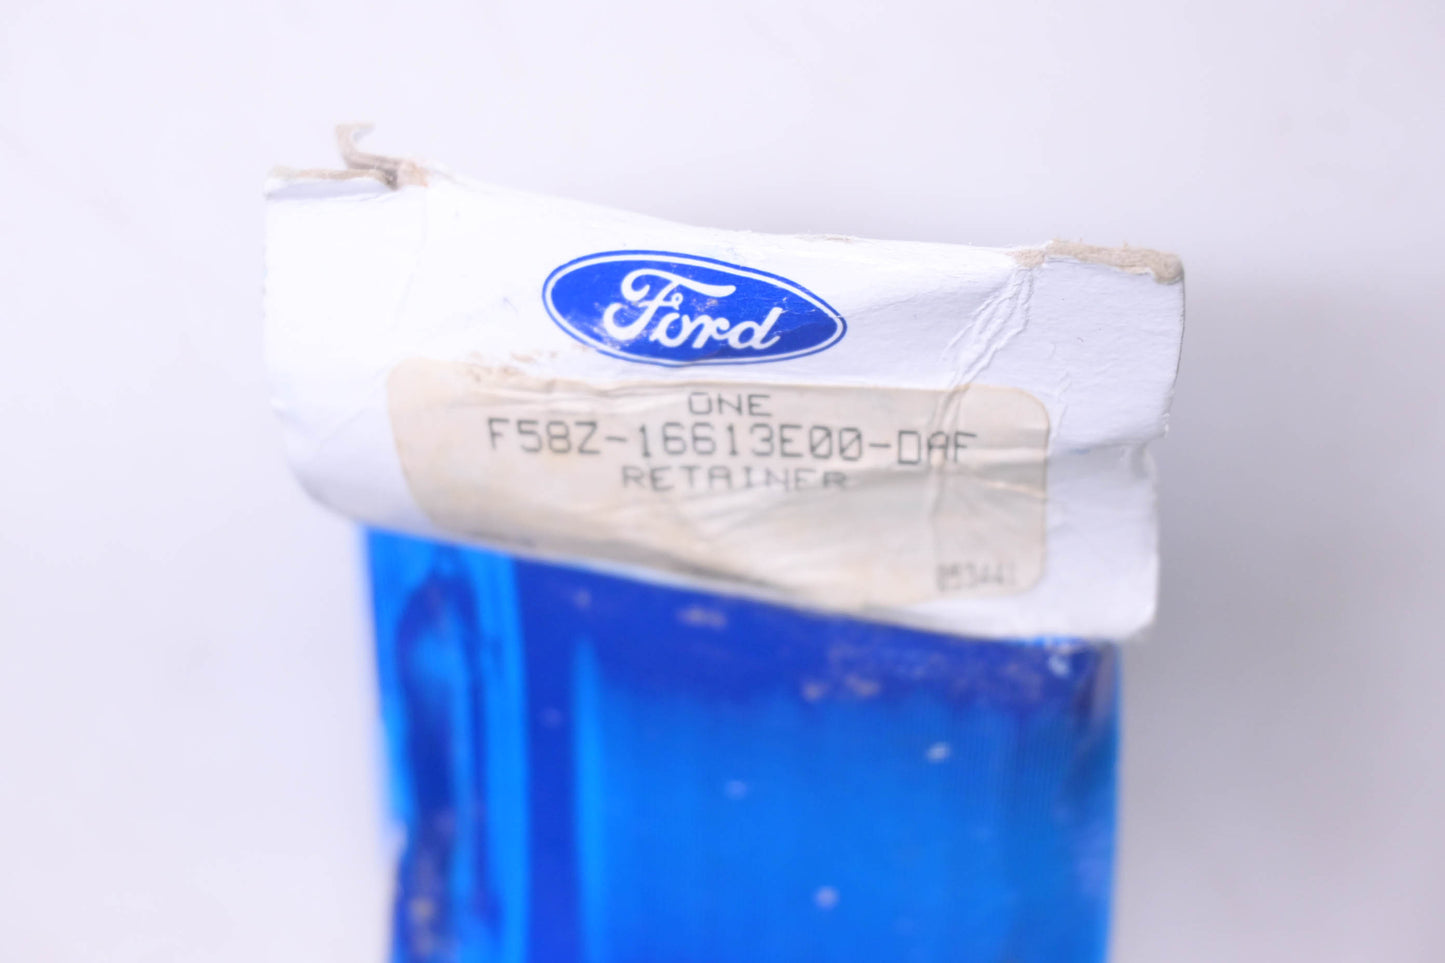 Ford
ONE
F58Z-16613E00-DAF
RETAINER
053441